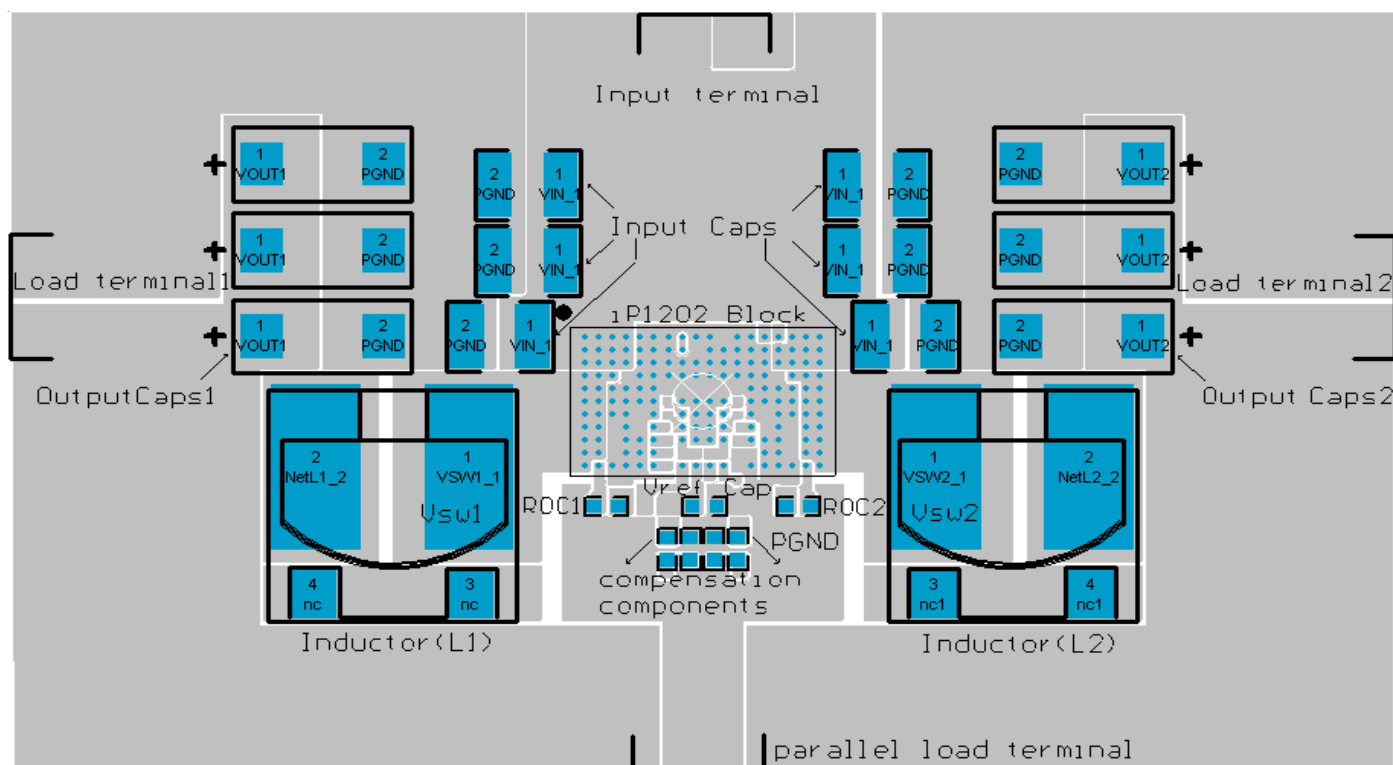 Input terminal
1 VOUT1 2 PGND
2 PGND 1 VIN_1
1 VIN_1 2 PGND
2 PGND 1 VOUT2
Input Caps
1 VOUT1 2 PGND
2 PGND 1 VIN_1
1 VIN_1 2 PGND
2 PGND 1 VOUT2
Load terminal1
Load terminal2
iP1202 Block
1 VOUT1 2 PGND
2 PGND 1 VIN_1
1 VIN_1 2 PGND
2 PGND 1 VOUT2
OutputCaps1
Output Caps2
2 NetL1_2 1 VSW1_1
1 VSW2_1 2 NetL2_2
Vsw1
Vsw2
Vref Cap
ROC1
ROC2
PGND
compensation
components
4 nc 3 nc
3 nc1 4 nc1
Inductor(L1)
Inductor(L2)
parallel load terminal